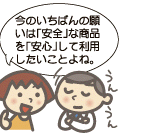 今のいちばんの願
いは「安全」な商品
を「安心」して利用
したいことよね。
うん
うん